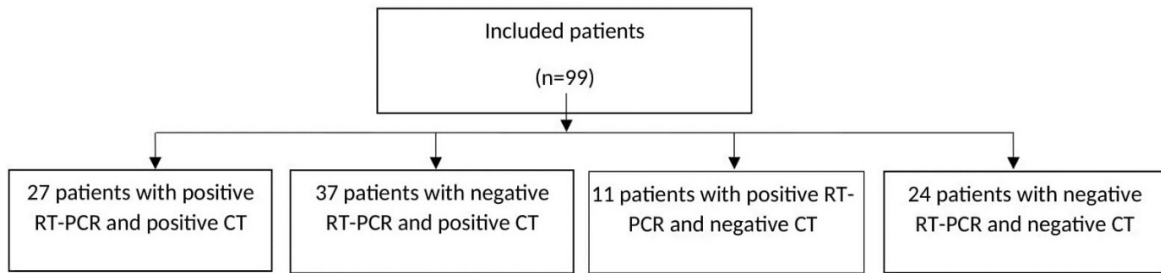 Included patients
(n=99)
27 patients with positive
RT-PCR and positive CT
37 patients with negative
RT-PCR and positive CT
11 patients with positive RT-
PCR and negative CT
24 patients with negative
RT-PCR and negative CT